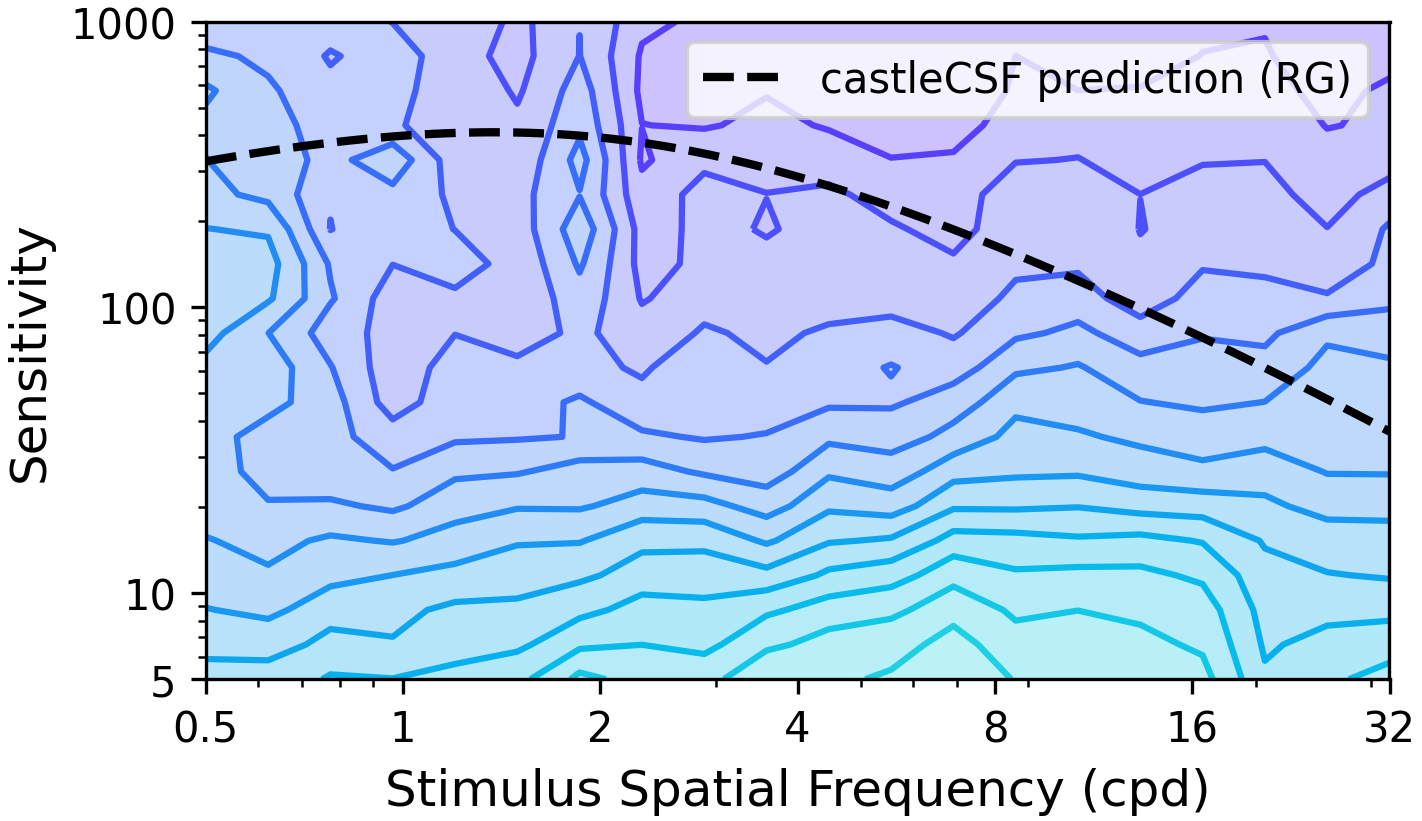 1000
castleCSF prediction (RG)
Sensitivity
100
10
5
0.5 1 2 4 8 16 32
Stimulus Spatial Frequency (cpd)